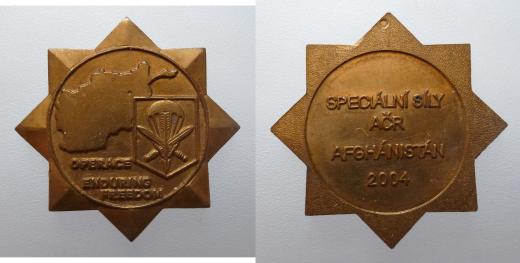 OPERACE
ENDURING
FREEDOM
SPECIÁLNÍ SÍLY
AČR
AFGHÁNISTÁN
2004